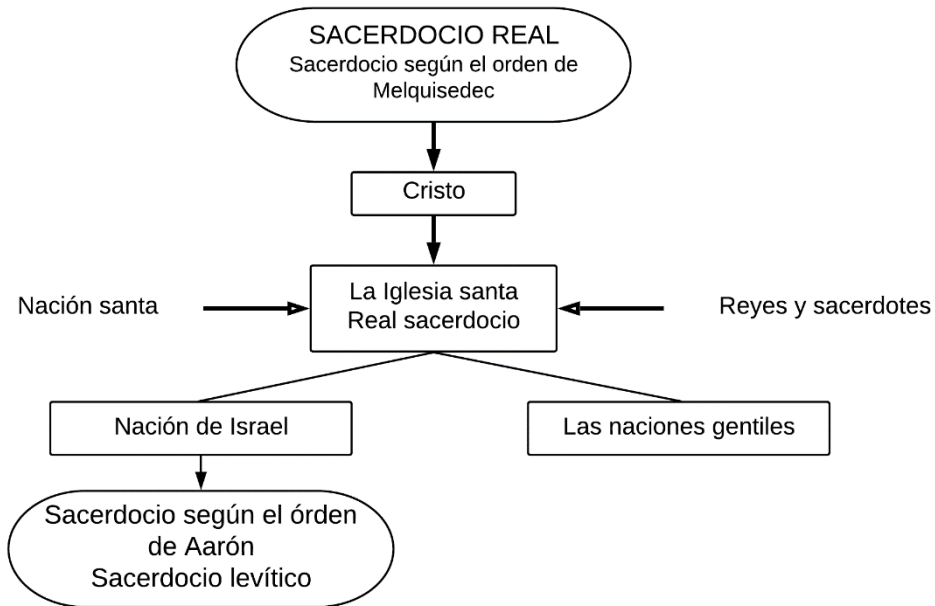 SACERDOCIO REAL
Sacerdocio según el orden de
Melquisedec
Cristo
La Iglesia santa
Real sacerdocio
Nación santa
Reyes y sacerdotes
Nación de Israel
Las naciones gentiles
Sacerdocio según el órden
de Aarón
Sacerdocio levítico